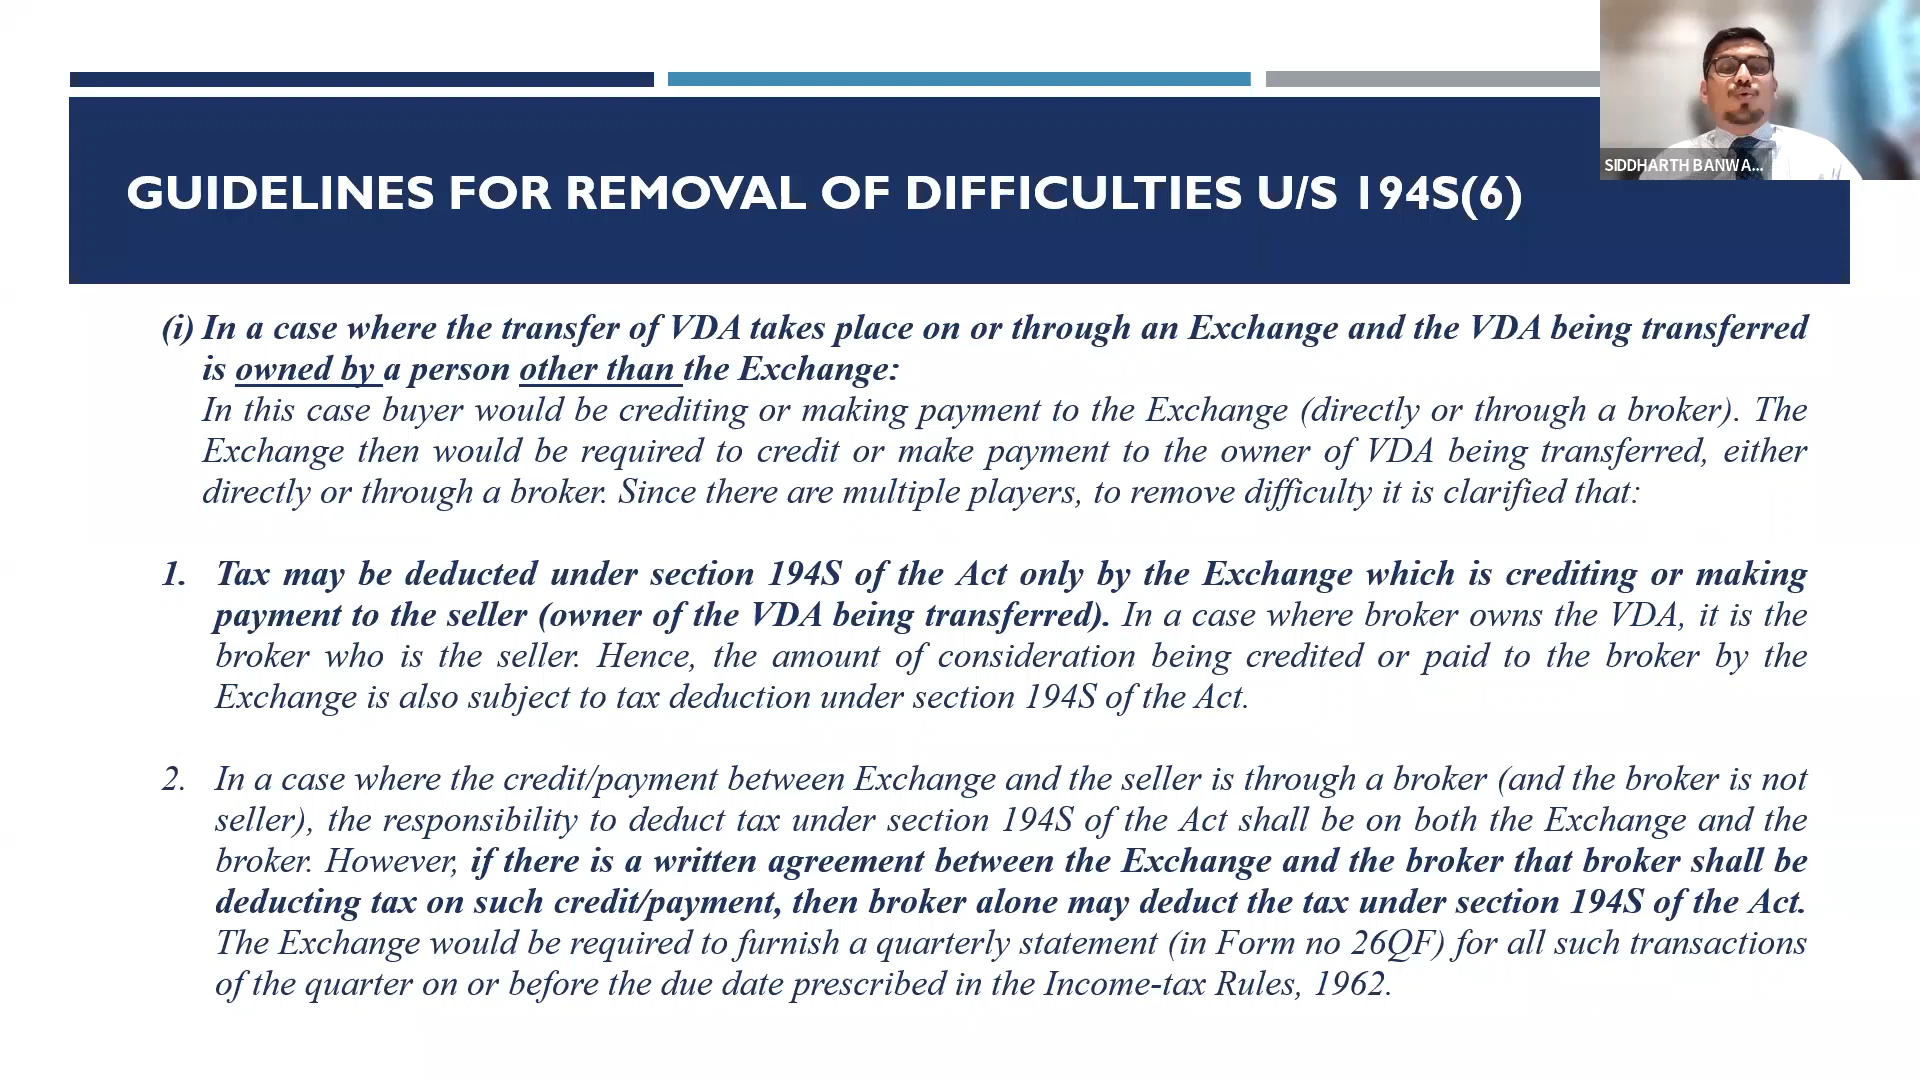 SIDDHARTH BANWA...
GUIDELINES FOR REMOVAL OF DIFFICULTIES U/S 194S(6)
(i) In a case where the transfer of VDA takes place on or through an Exchange and the VDA being transferred
is owned by a person other than the Exchange:
In this case buyer would be crediting or making payment to the Exchange (directly or through a broker). The
Exchange then would be required to credit or make payment to the owner of VDA being transferred, either
directly or through a broker. Since there are multiple players, to remove difficulty it is clarified that:
1. Tax may be deducted under section 194S of the Act only by the Exchange which is crediting or making
payment to the seller (owner of the VDA being transferred). In a case where broker owns the VDA, it is the
broker who is the seller. Hence, the amount of consideration being credited or paid to the broker by the
Exchange is also subject to tax deduction under section 194S of the Act.
2. In a case where the credit/payment between Exchange and the seller is through a broker (and the broker is not
seller), the responsibility to deduct tax under section 194S of the Act shall be on both the Exchange and the
broker. However, if there is a written agreement between the Exchange and the broker that broker shall be
deducting tax on such credit/payment, then broker alone may deduct the tax under section 194S of the Act.
The Exchange would be required to furnish a quarterly statement (in Form no 26QF) for all such transactions
of the quarter on or before the due date prescribed in the Income-tax Rules, 1962.